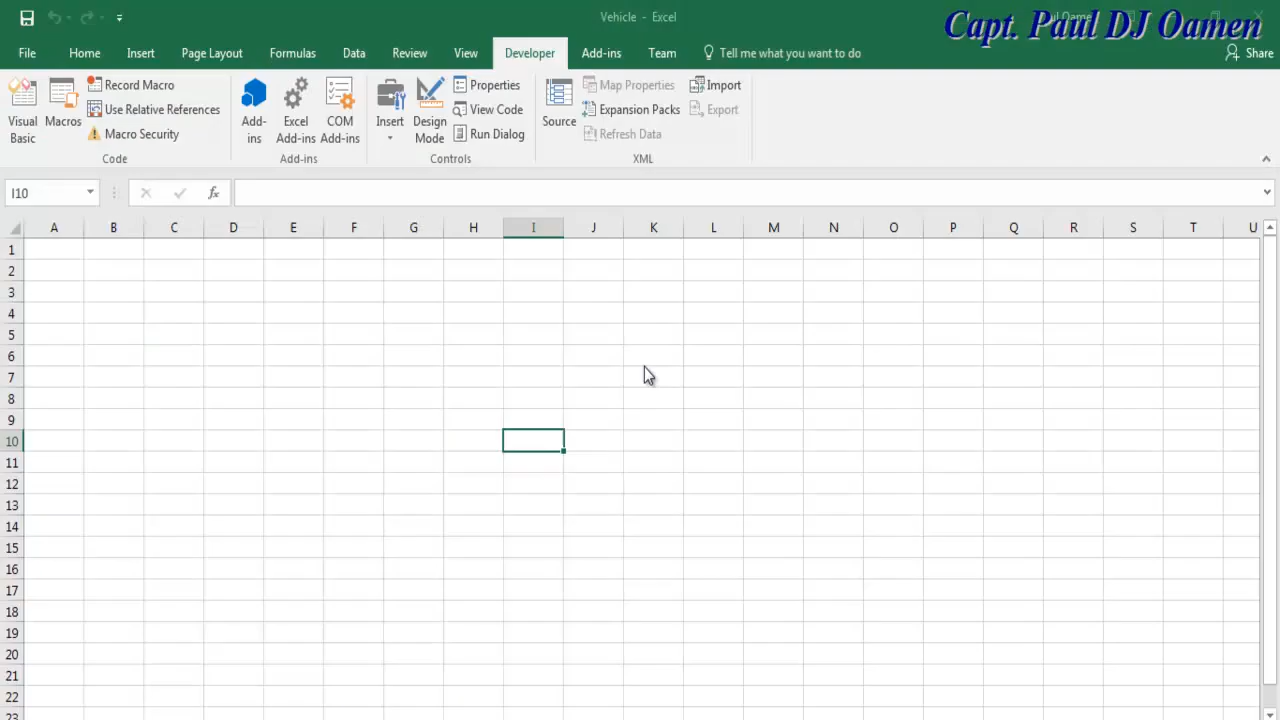 Vehicle - Excel
Capt. Paul DJ Oamen
File Home Insert Page Layout Formulas Data Review View Developer Add-ins Team Tell me what you want to do Share
Visual Basic
Macros
Record Macro
Use Relative References
Macro Security
Code
Add-ins
Excel Add-ins
COM Add-ins
Add-ins
Insert
Design Mode
Properties
View Code
Run Dialog
Controls
Source
Map Properties
Expansion Packs
Refresh Data
Import
Export
XML
I10
fx
A B C D E F G H I J K L M N O P Q R S T U
1
2
3
4
5
6
7
8
9
10
11
12
13
14
15
16
17
18
19
20
21
22
23